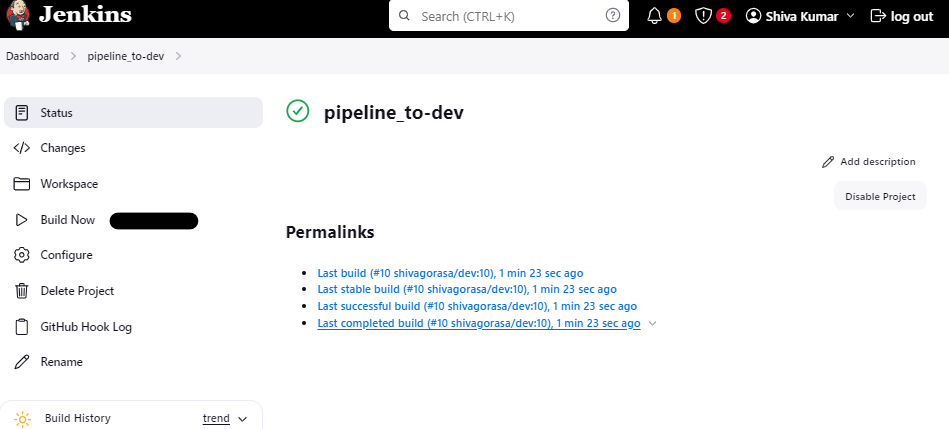 Jenkins
Search (CTRL+K)
1
2
Shiva Kumar
log out
Dashboard
pipeline_to-dev
Status
Changes
Workspace
Build Now
Configure
Delete Project
GitHub Hook Log
Rename
Build History
trend
pipeline_to-dev
Add description
Disable Project
Permalinks
Last build (#10 shivagorasa/dev:10), 1 min 23 sec ago
Last stable build (#10 shivagorasa/dev:10), 1 min 23 sec ago
Last successful build (#10 shivagorasa/dev:10), 1 min 23 sec ago
Last completed build (#10 shivagorasa/dev:10), 1 min 23 sec ago